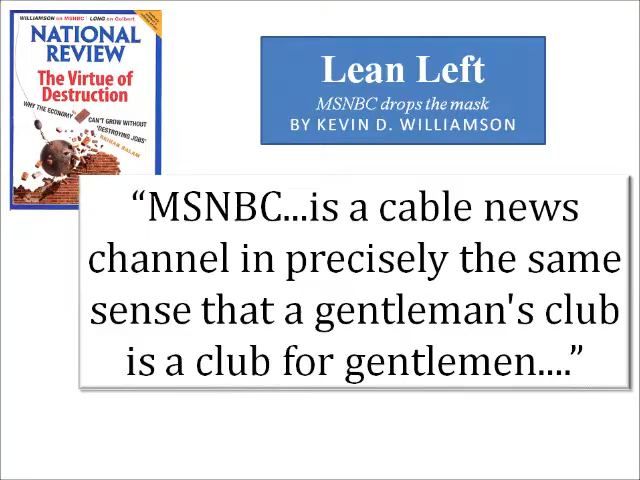 WILLIAMSON on MSNBC | LONG on Colbert
NATIONAL
REVIEW
The Virtue of
Destruction
WHY THE ECONOMY CAN'T GROW WITHOUT
'DESTROYING JOBS'
REIHAN SALAM
Lean Left
MSNBC drops the mask
BY KEVIN D. WILLIAMSON
“MSNBC...is a cable news
channel in precisely the same
sense that a gentleman's club
is a club for gentlemen....”